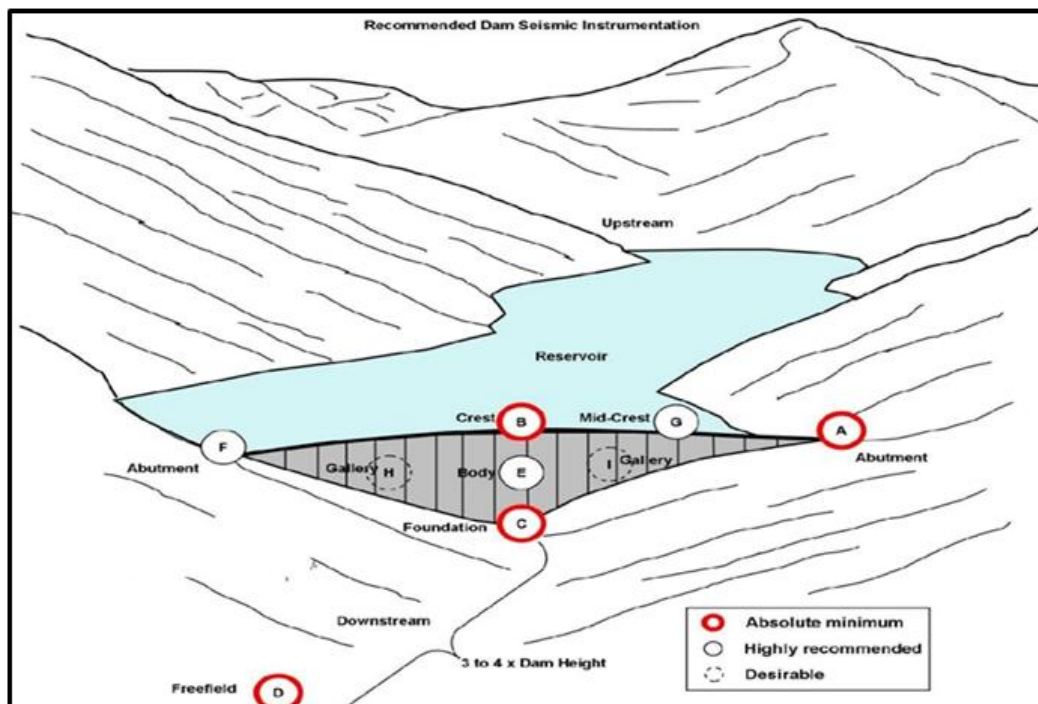 Recommended Dam Seismic Instrumentation
Upstream
Reservoir
Crest B Mid-Crest G A
F
Abutment Gallery H Body E I Gallery Abutment
Foundation C
Downstream
Absolute minimum
Highly recommended
3 to 4 x Dam Height
Desirable
Freefield D